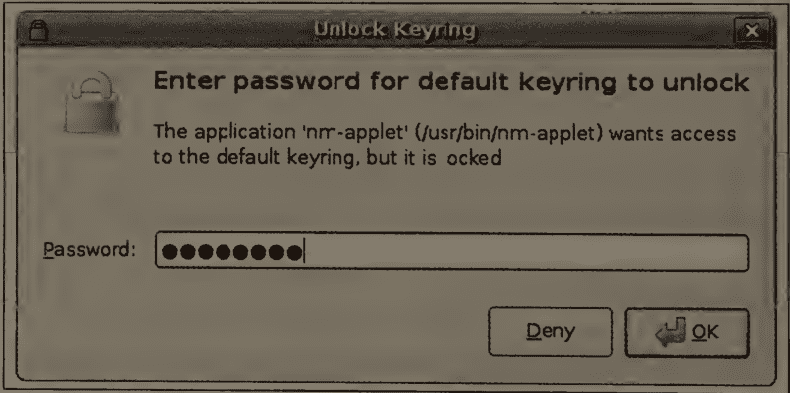 Unlock Keyring
Enter password for default keyring to unlock
The application 'nm-applet' (/usr/bin/nm-applet) wants access
to the default keyring, but it is ocked
Password: ●●●●●●●●
Deny OK